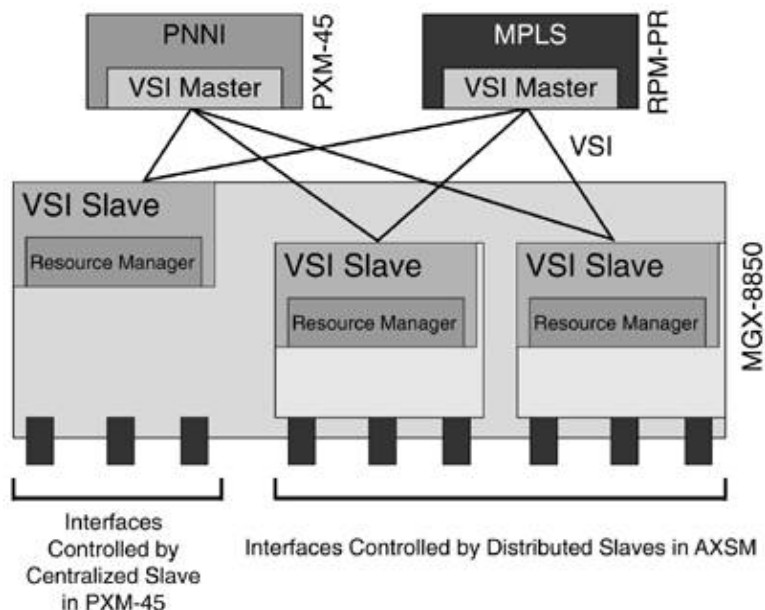 PNNI
VSI Master
PXM-45
MPLS
VSI Master
RPM-PR
VSI
VSI Slave
Resource Manager
VSI Slave
Resource Manager
VSI Slave
Resource Manager
MGX-8850
Interfaces
Controlled by
Centralized Slave
in PXM-45
Interfaces Controlled by Distributed Slaves in AXSM